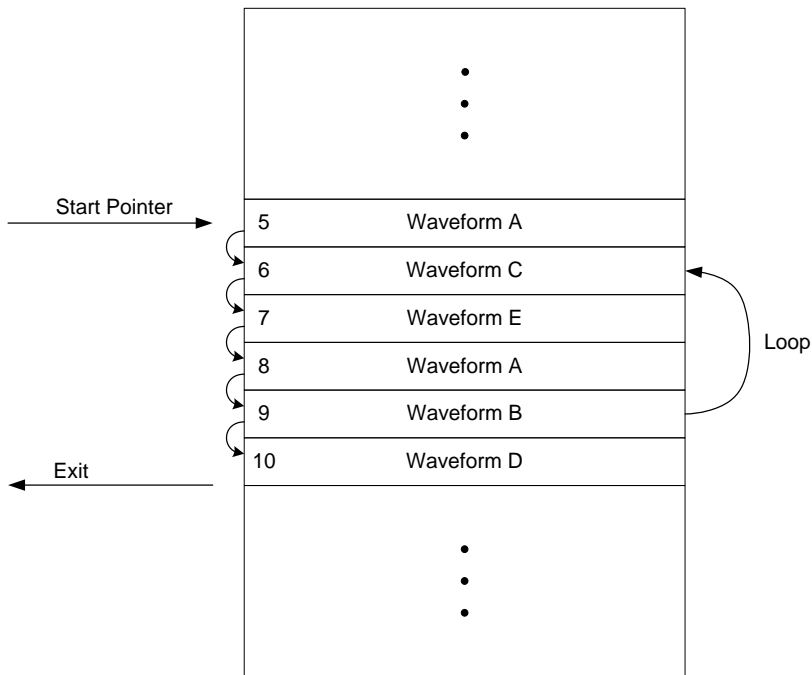 Start Pointer
5 Waveform A
6 Waveform C
7 Waveform E
Loop
8 Waveform A
9 Waveform B
10 Waveform D
Exit